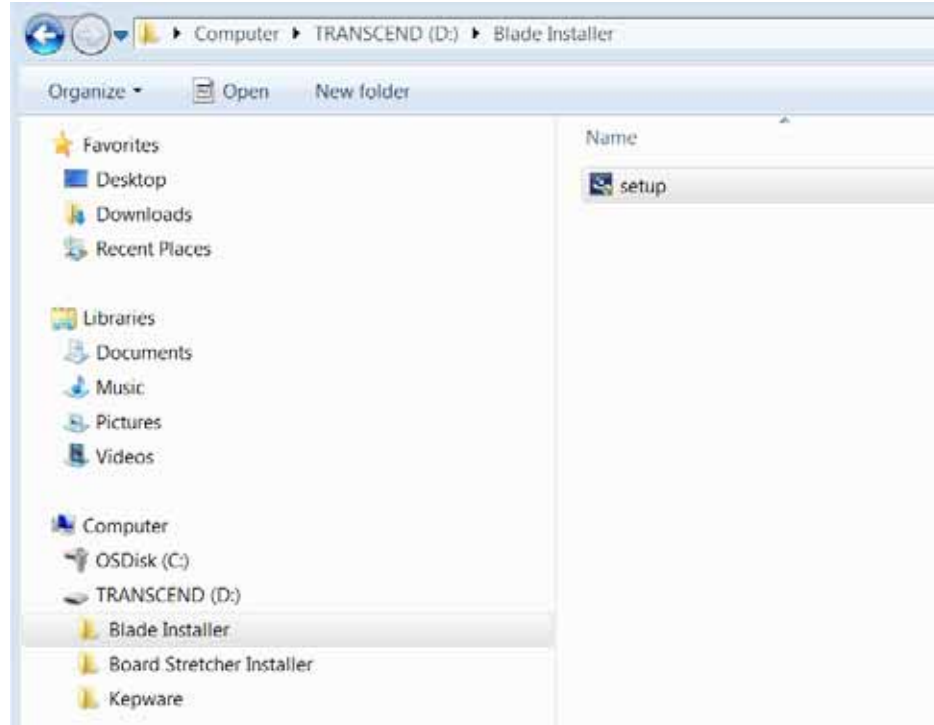 Computer ▸ TRANSCEND (D:) ▸ Blade Installer
Organize Open New folder
Favorites
Desktop
Downloads
Recent Places
Libraries
Documents
Music
Pictures
Videos
Computer
OSDisk (C:)
TRANSCEND (D:)
Blade Installer
Board Stretcher Installer
Kepware
Name
setup